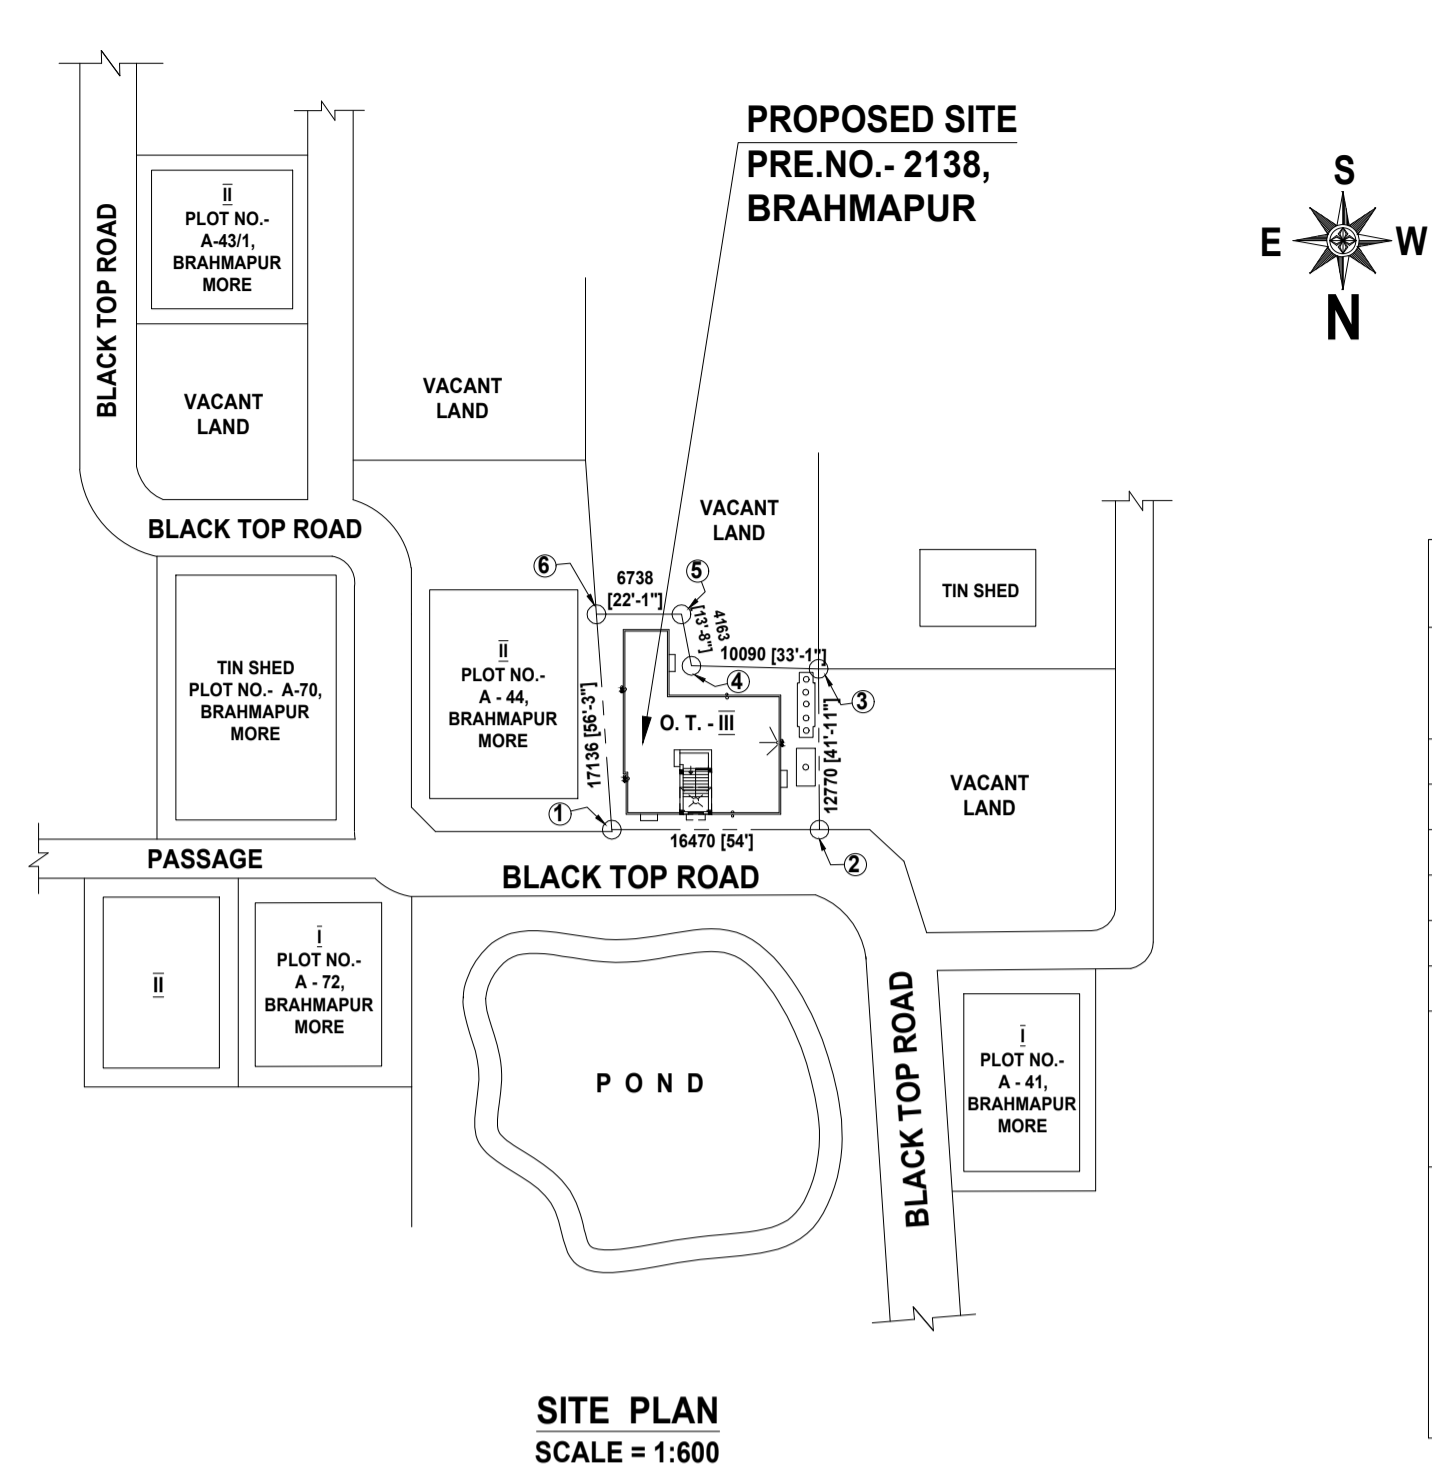 PROPOSED SITE
PRE.NO.- 2138,
BRAHMAPUR
S
E
W
N
BLACK TOP ROAD
II
PLOT NO.-
A-43/1,
BRAHMAPUR
MORE
VACANT
LAND
VACANT
LAND
BLACK TOP ROAD
VACANT
LAND
TIN SHED
6
6738
[22'-1"]
5
4163
[13'-8"]
10090 [33'-1"]
4
3
TIN SHED
PLOT NO.- A-70,
BRAHMAPUR
MORE
II
PLOT NO.-
A - 44,
BRAHMAPUR
MORE
17136 [56'-3"]
O. T. - III
12770 [41'-11"]
VACANT
LAND
1
16470 [54']
2
PASSAGE
BLACK TOP ROAD
II
I
PLOT NO.-
A - 72,
BRAHMAPUR
MORE
P O N D
BLACK TOP ROAD
I
PLOT NO.-
A - 41,
BRAHMAPUR
MORE
SITE PLAN
SCALE = 1:600